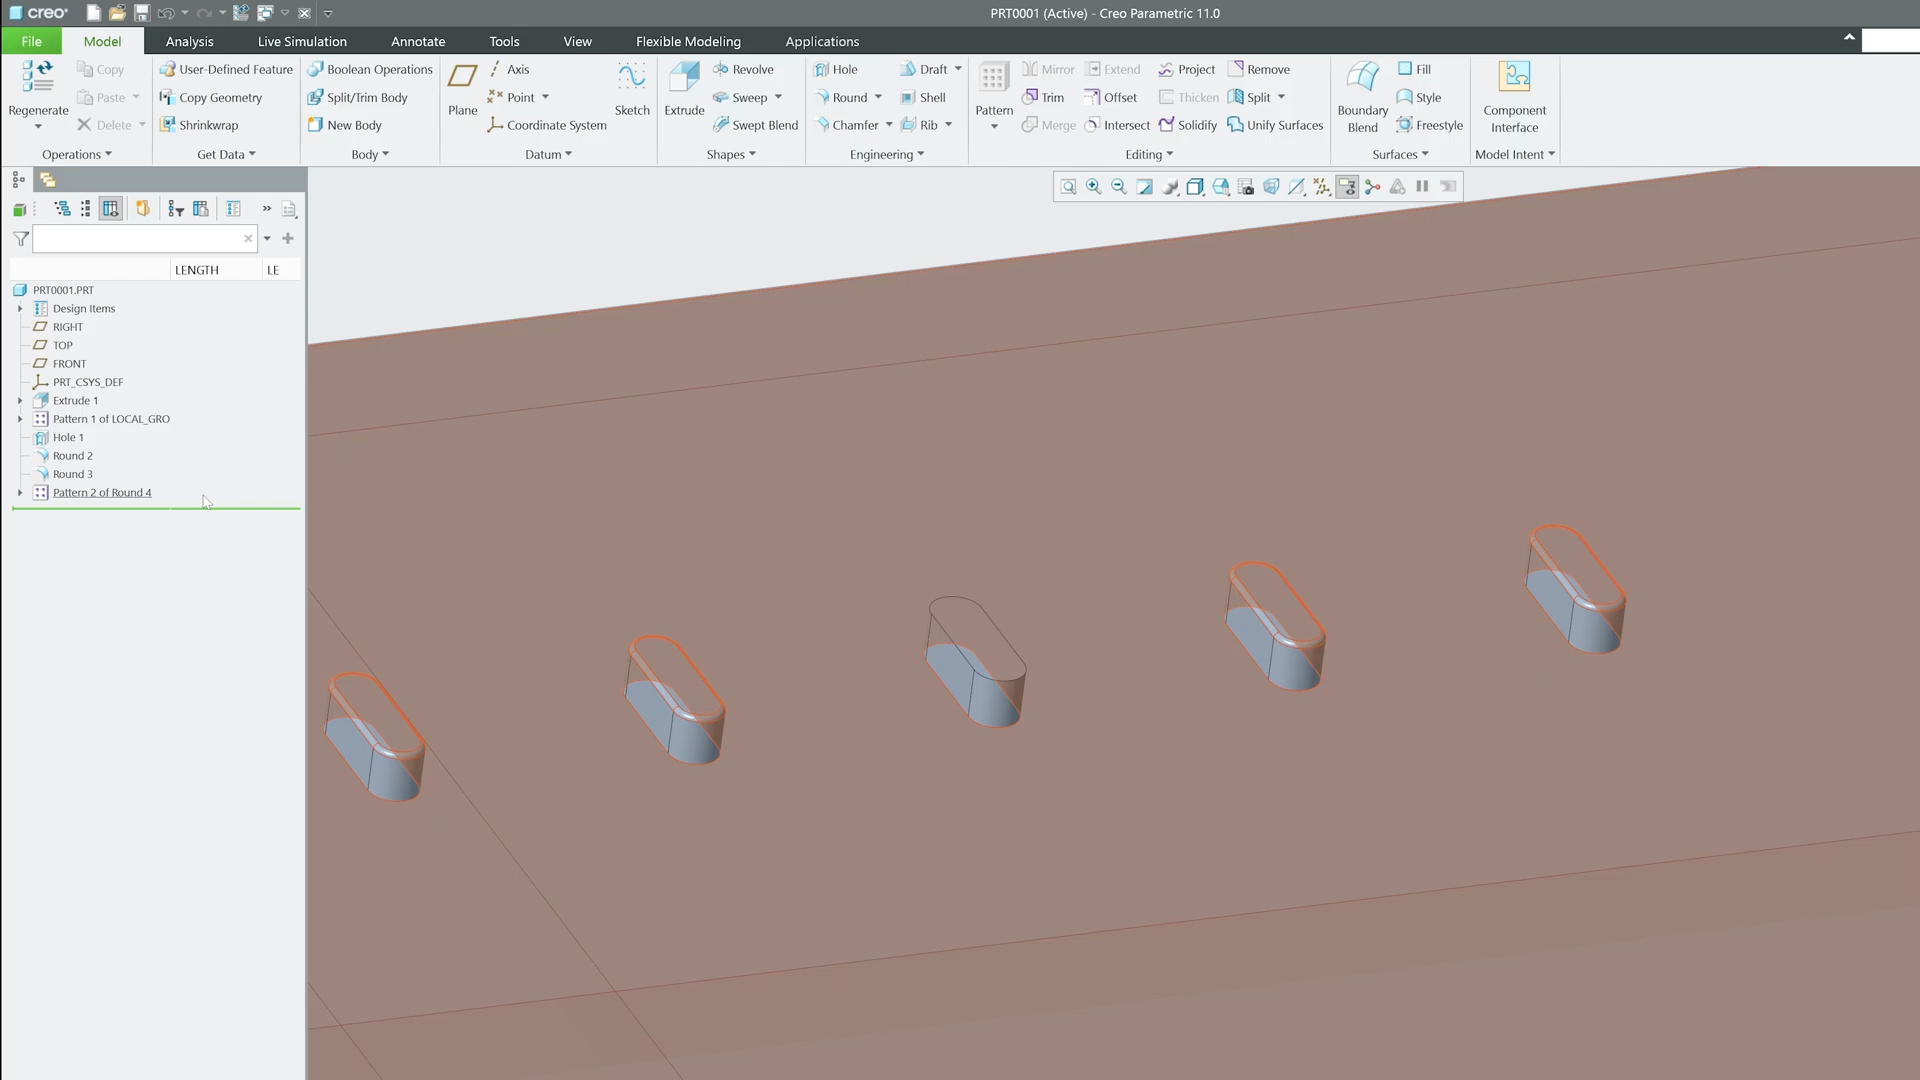 creo
PRT0001 (Active) - Creo Parametric 11.0
File Model Analysis Live Simulation Annotate Tools View Flexible Modeling Applications
Regenerate
Copy
Paste
Delete
Operations
User-Defined Feature
Copy Geometry
Shrinkwrap
Get Data
Boolean Operations
Split/Trim Body
New Body
Body
Plane
Axis
Point
Coordinate System
Sketch
Datum
Extrude
Revolve
Sweep
Swept Blend
Shapes
Hole
Round
Chamfer
Draft
Shell
Rib
Engineering
Pattern
Mirror
Trim
Merge
Extend
Offset
Intersect
Project
Thicken
Solidify
Remove
Split
Unify Surfaces
Editing
Boundary
Blend
Fill
Style
Freestyle
Surfaces
Component
Interface
Model Intent
LENGTH LE
PRT0001.PRT
Design Items
RIGHT
TOP
FRONT
PRT_CSYS_DEF
Extrude 1
Pattern 1 of LOCAL_GRO
Hole 1
Round 2
Round 3
Pattern 2 of Round 4